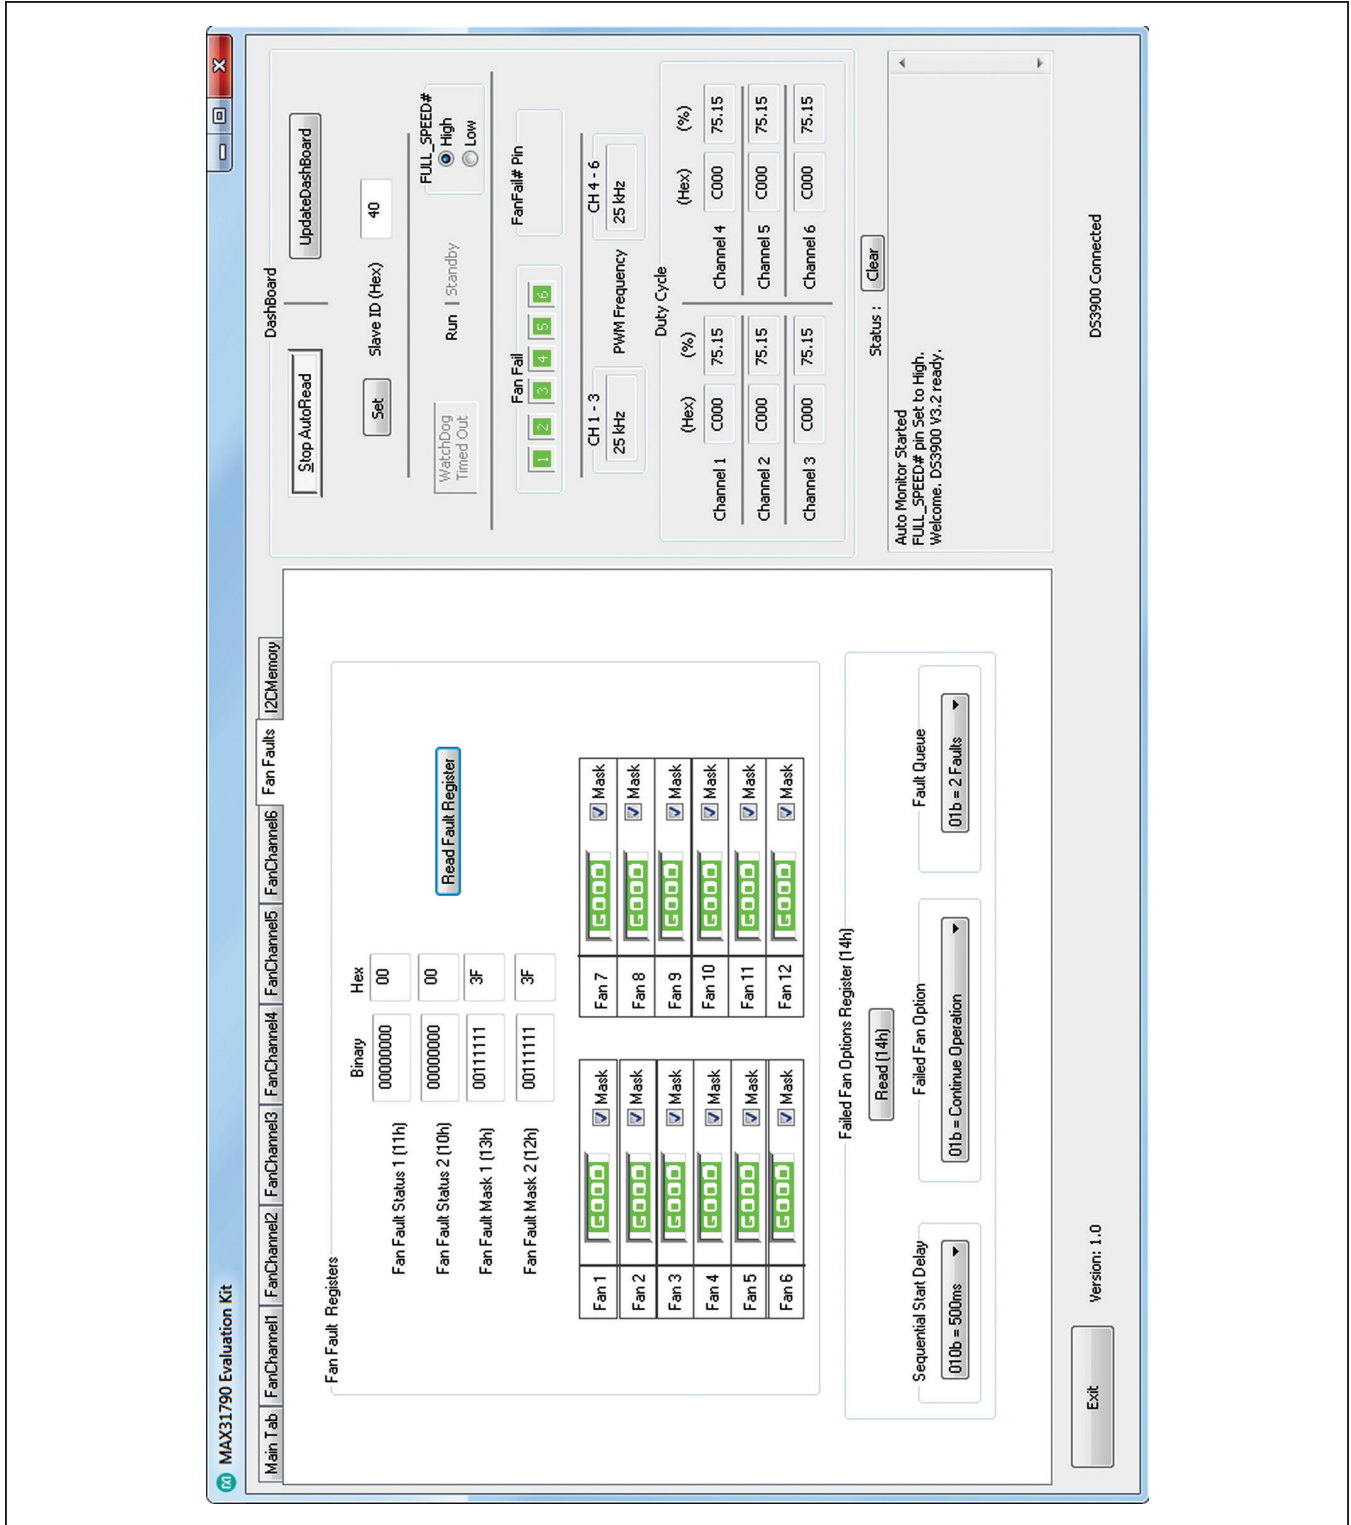 MAX31790 Evaluation Kit
Main Tab FanChannel1 FanChannel2 FanChannel3 FanChannel4 FanChannel5 FanChannel6 Fan Faults I2CMemory
Fan Fault Registers
Binary Hex
Fan Fault Status 1 (11h) 00000000 00
Fan Fault Status 2 (10h) 00000000 00
Read Fault Register
Fan Fault Mask 1 (13h) 00111111 3F
Fan Fault Mask 2 (12h) 00111111 3F
Fan 1 GOOD Mask Fan 7 GOOD Mask
Fan 2 GOOD Mask Fan 8 GOOD Mask
Fan 3 GOOD Mask Fan 9 GOOD Mask
Fan 4 GOOD Mask Fan 10 GOOD Mask
Fan 5 GOOD Mask Fan 11 GOOD Mask
Fan 6 GOOD Mask Fan 12 GOOD Mask
Failed Fan Options Register (14h)
Read (14h)
Sequential Start Delay Failed Fan Option Fault Queue
010b = 500ms 01b = Continue Operation 01b = 2 Faults
DashBoard
Stop AutoRead UpdateDashBoard
Set Slave ID (Hex) 40
FULL_SPEED#
High
Low
WatchDog
Timed Out
Run | Standby
Fan Fail FanFail# Pin
1 2 3 4 5 6
CH 1 - 3 PWM Frequency CH 4 - 6
25 kHz 25 kHz
Duty Cycle
(Hex) (%) (Hex) (%)
Channel 1 C000 75.15 Channel 4 C000 75.15
Channel 2 C000 75.15 Channel 5 C000 75.15
Channel 3 C000 75.15 Channel 6 C000 75.15
Status : Clear
Auto Monitor Started
FULL_SPEED# pin Set to High.
Welcome. DS3900 V3.2 ready.
Exit Version: 1.0 DS3900 Connected